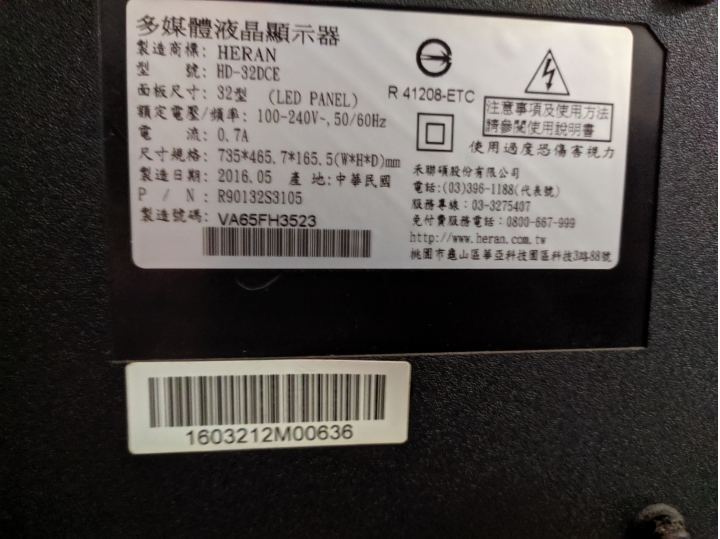 多媒體液晶顯示器
製造商標: HERAN
型 號: HD-32DCE
面板尺寸: 32型 (LED PANEL)
額定電壓/頻率: 100-240V~,50/60Hz
電 流: 0.7A
尺寸規格: 735*465.7*165.5(W*H*D)mm
製造日期: 2016.05 產 地:中華民國
P / N : R90132S3105
製造號碼: VA65FH3523
R 41208-ETC
注意事項及使用方法
請參閱使用說明書
使用過度恐傷害視力
禾聯碩股份有限公司
電話:(03)396-1188(代表號)
服務專線：03-3275407
免付費服務電話：0800-667-999
http://www.heran.com.tw
桃園市龜山區華亞科技園區科技3路88號
1603212M00636